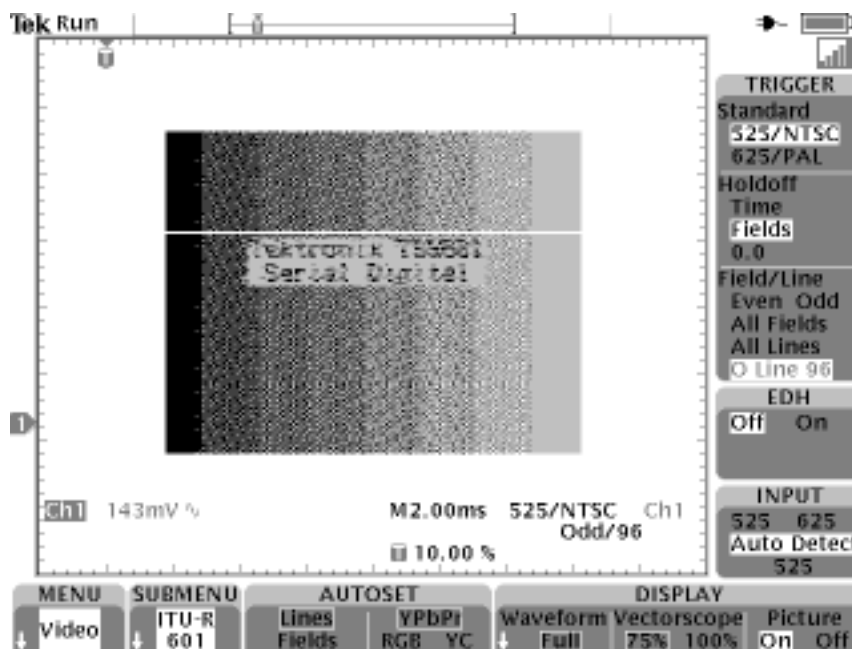 Tek Run
TRIGGER
Standard
525/NTSC
625/PAL
Holdoff
Time
Fields
0.0
Field/Line
Even Odd
All Fields
All Lines
O Line 96
EDH
Off On
INPUT
525 625
Auto Detec
525
Tektronix
Serial Digital
1
Ch1 143mV M2.00ms 525/NTSC Ch1
Odd/96
10.00 %
MENU
Video
SUBMENU
ITU-R
601
AUTOSET
Lines YPbPr
Fields RGB YC
DISPLAY
Waveform Vectorscope Picture
Full 75% 100% On Off